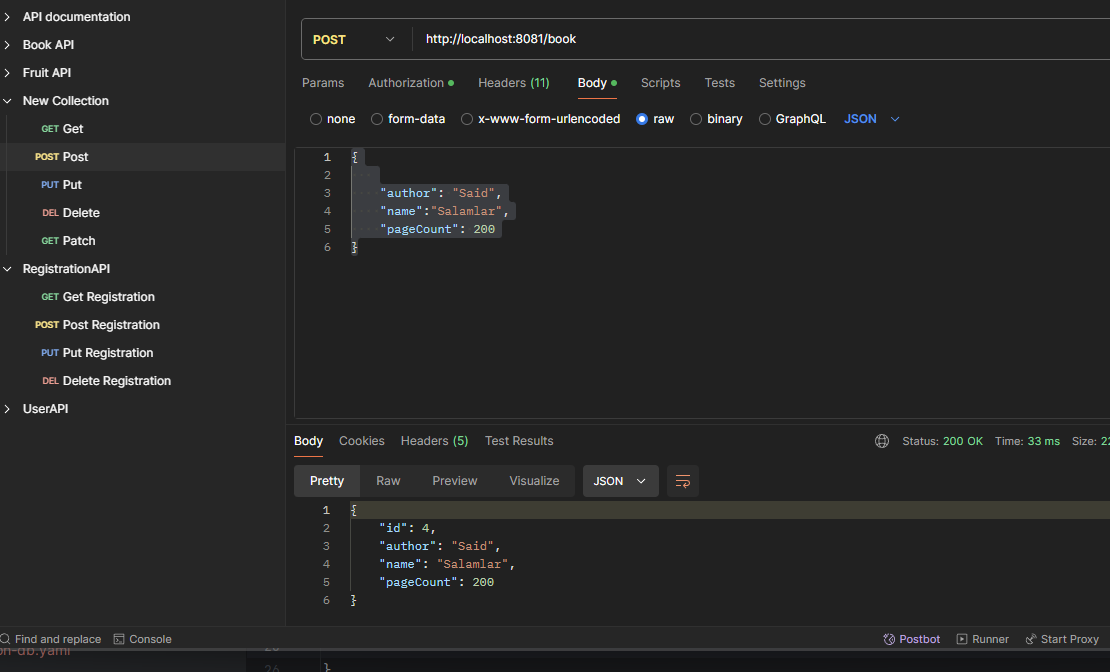 API documentation
Book API
Fruit API
New Collection
GET Get
POST Post
PUT Put
DEL Delete
GET Patch
RegistrationAPI
GET Get Registration
POST Post Registration
PUT Put Registration
DEL Delete Registration
UserAPI
POST http://localhost:8081/book
Params Authorization Headers (11) Body Scripts Tests Settings
none form-data x-www-form-urlencoded raw binary GraphQL JSON
1 {
2
3 "author": "Said",
4 "name":"Salamlar",
5 "pageCount": 200
6 }
Body Cookies Headers (5) Test Results Status: 200 OK Time: 33 ms Size:
Pretty Raw Preview Visualize JSON
1 {
2 "id": 4,
3 "author": "Said",
4 "name": "Salamlar",
5 "pageCount": 200
6 }
Find and replace Console Postbot Runner Start Proxy
on-db.yaml
26 }